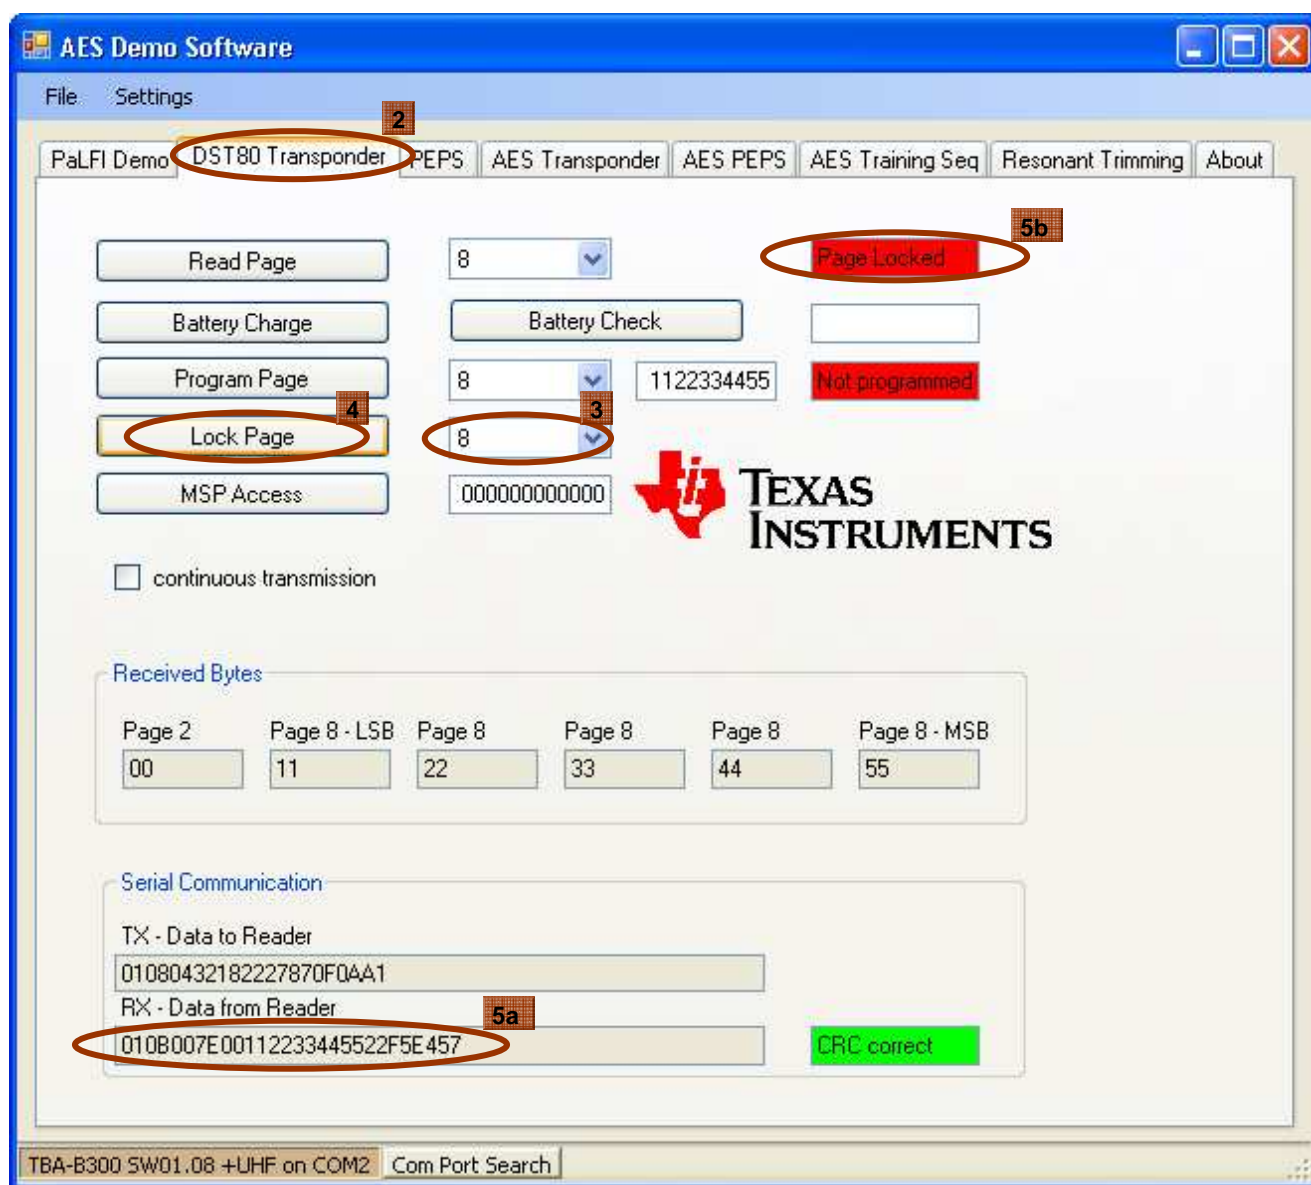 AES Demo Software
File Settings
2
PaLFI Demo DST80 Transponder PEPS AES Transponder AES PEPS AES Training Seq Resonant Trimming About
5b
Read Page 8 Page Locked
Battery Charge Battery Check
Program Page 8 1122334455 Not programmed
4 3
Lock Page 8
MSP Access 000000000000
TEXAS
INSTRUMENTS
continuous transmission
Received Bytes
Page 2 Page 8 - LSB Page 8 Page 8 Page 8 Page 8 - MSB
00 11 22 33 44 55
Serial Communication
TX - Data to Reader
01080432182227870F0AA1
RX - Data from Reader
5a
010B007E00112233445522F5E457
CRC correct
TBA-B300 SW01.08 +UHF on COM2 Com Port Search